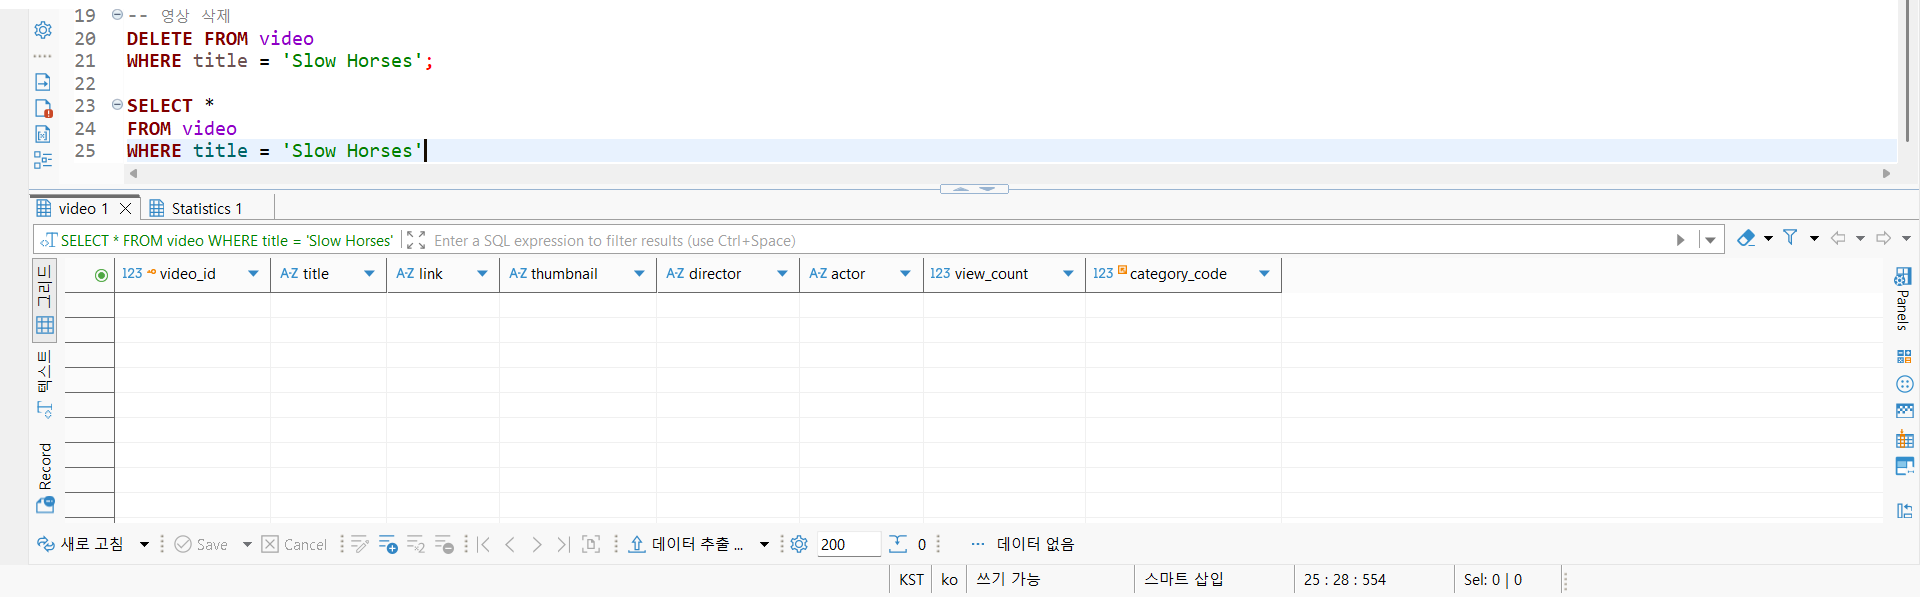 19 -- 영상 삭제
20 DELETE FROM video
21 WHERE title = 'Slow Horses';
22
23 SELECT *
24 FROM video
25 WHERE title = 'Slow Horses'
video 1 Statistics 1
SELECT * FROM video WHERE title = 'Slow Horses' Enter a SQL expression to filter results (use Ctrl+Space)
그리드
텍스트
Record
123 video_id A-Z title A-Z link A-Z thumbnail A-Z director A-Z actor 123 view_count 123 category_code
Panels
새로 고침 Save Cancel 데이터 추출 ... 200 0 ... 데이터 없음
KST ko 쓰기 가능 스마트 삽입 25 : 28 : 554 Sel: 0 | 0